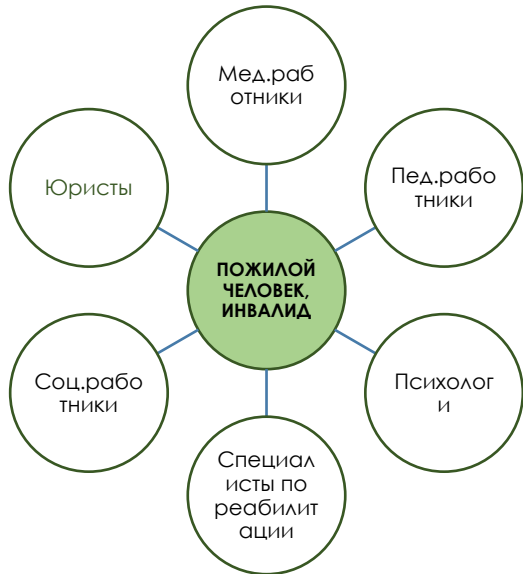 Мед.раб
отники
Юристы
Пед.рабо
тники
ПОЖИЛОЙ
ЧЕЛОВЕК,
ИНВАЛИД
Соц.рабо
тники
Психолог
и
Специал
исты по
реабилит
ации